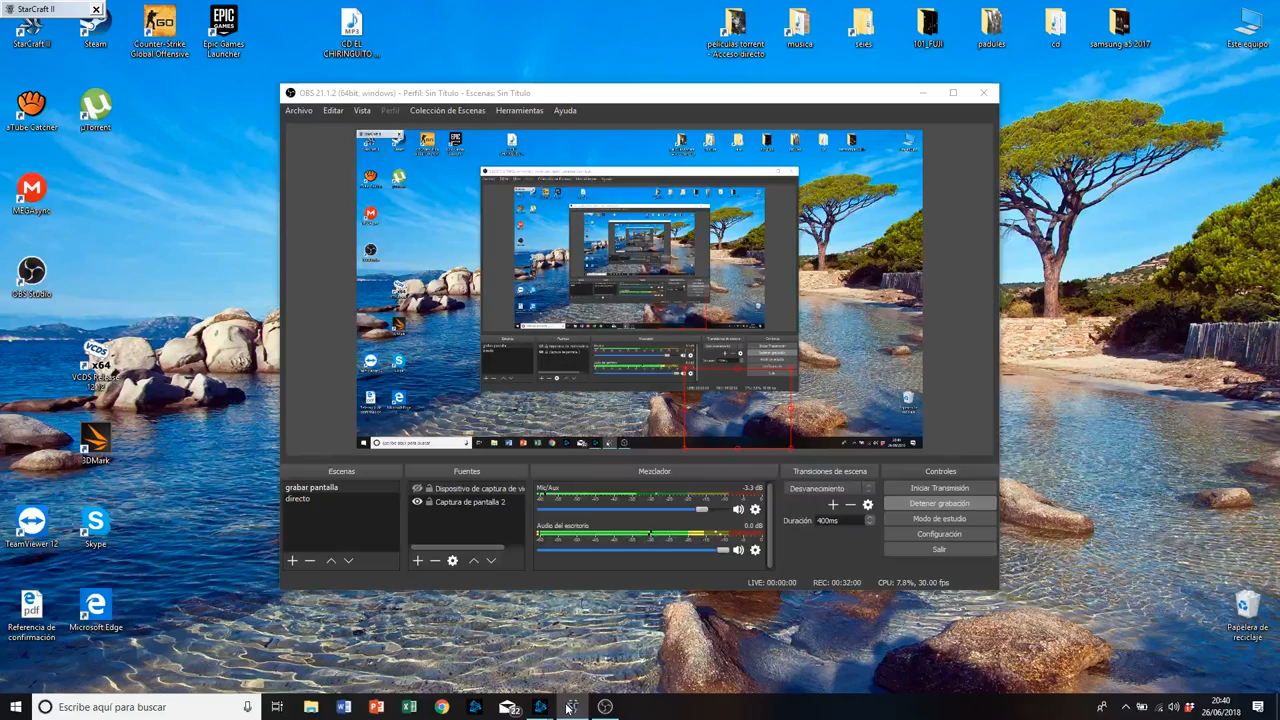 StarCraft II
StarCraft II
Steam
Counter-Strike
Global Offensive
Epic Games
Launcher
MP3
CD EL
CHIRINGUITO ...
peliculas torrent
- Acceso directo
musica
seies
101_FUJI
padules
cd
samsung a5 2017
Este equipo
aTube Catcher
µTorrent
MEGAsync
OBS Studio
VCDS
x64
VCDS Release
3DMark
TeamViewer 12
Skype
pdf
Referencia de
confirmación
Microsoft Edge
Papelera de
reciclaje
OBS 21.1.2 (64bit, windows) - Perfil: Sin Título - Escenas: Sin Título
Archivo Editar Vista Perfil Colección de Escenas Herramientas Ayuda
Escenas
grabar pantalla
directo
Fuentes
Dispositivo de captura de ví
Captura de pantalla 2
Mezclador
Mic/Aux -3.3 dB
Audio del escritorio 0.0 dB
Transiciones de escena
Desvanecimiento
Duración 400ms
Controles
Iniciar Transmisión
Detener grabación
Modo de estudio
Configuración
Salir
LIVE: 00:00:00 REC: 00:32:00 CPU: 7.8%, 30.00 fps
Escribe aquí para buscar
20:40
26/06/2018